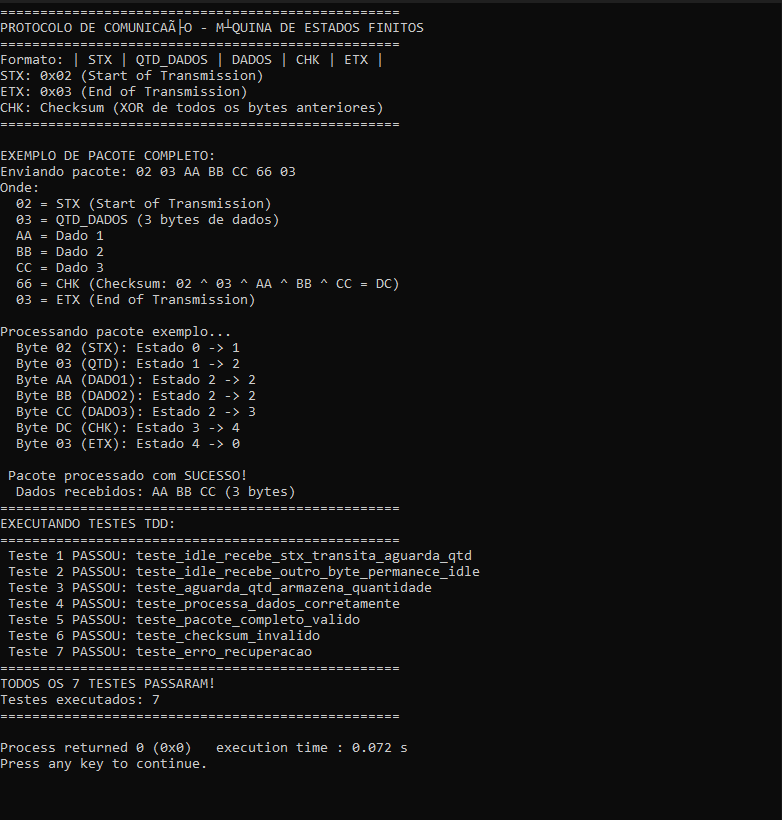 ==================================================
PROTOCOLO DE COMUNICAÃ├O - M┴QUINA DE ESTADOS FINITOS
==================================================
Formato: | STX | QTD_DADOS | DADOS | CHK | ETX |
STX: 0x02 (Start of Transmission)
ETX: 0x03 (End of Transmission)
CHK: Checksum (XOR de todos os bytes anteriores)
==================================================
EXEMPLO DE PACOTE COMPLETO:
Enviando pacote: 02 03 AA BB CC 66 03
Onde:
02 = STX (Start of Transmission)
03 = QTD_DADOS (3 bytes de dados)
AA = Dado 1
BB = Dado 2
CC = Dado 3
66 = CHK (Checksum: 02 ^ 03 ^ AA ^ BB ^ CC = DC)
03 = ETX (End of Transmission)
Processando pacote exemplo...
Byte 02 (STX): Estado 0 -> 1
Byte 03 (QTD): Estado 1 -> 2
Byte AA (DADO1): Estado 2 -> 2
Byte BB (DADO2): Estado 2 -> 2
Byte CC (DADO3): Estado 2 -> 3
Byte DC (CHK): Estado 3 -> 4
Byte 03 (ETX): Estado 4 -> 0
Pacote processado com SUCESSO!
Dados recebidos: AA BB CC (3 bytes)
==================================================
EXECUTANDO TESTES TDD:
==================================================
Teste 1 PASSOU: teste_idle_recebe_stx_transita_aguarda_qtd
Teste 2 PASSOU: teste_idle_recebe_outro_byte_permanece_idle
Teste 3 PASSOU: teste_aguarda_qtd_armazena_quantidade
Teste 4 PASSOU: teste_processa_dados_corretamente
Teste 5 PASSOU: teste_pacote_completo_valido
Teste 6 PASSOU: teste_checksum_invalido
Teste 7 PASSOU: teste_erro_recuperacao
==================================================
TODOS OS 7 TESTES PASSARAM!
Testes executados: 7
==================================================
Process returned 0 (0x0)   execution time : 0.072 s
Press any key to continue.